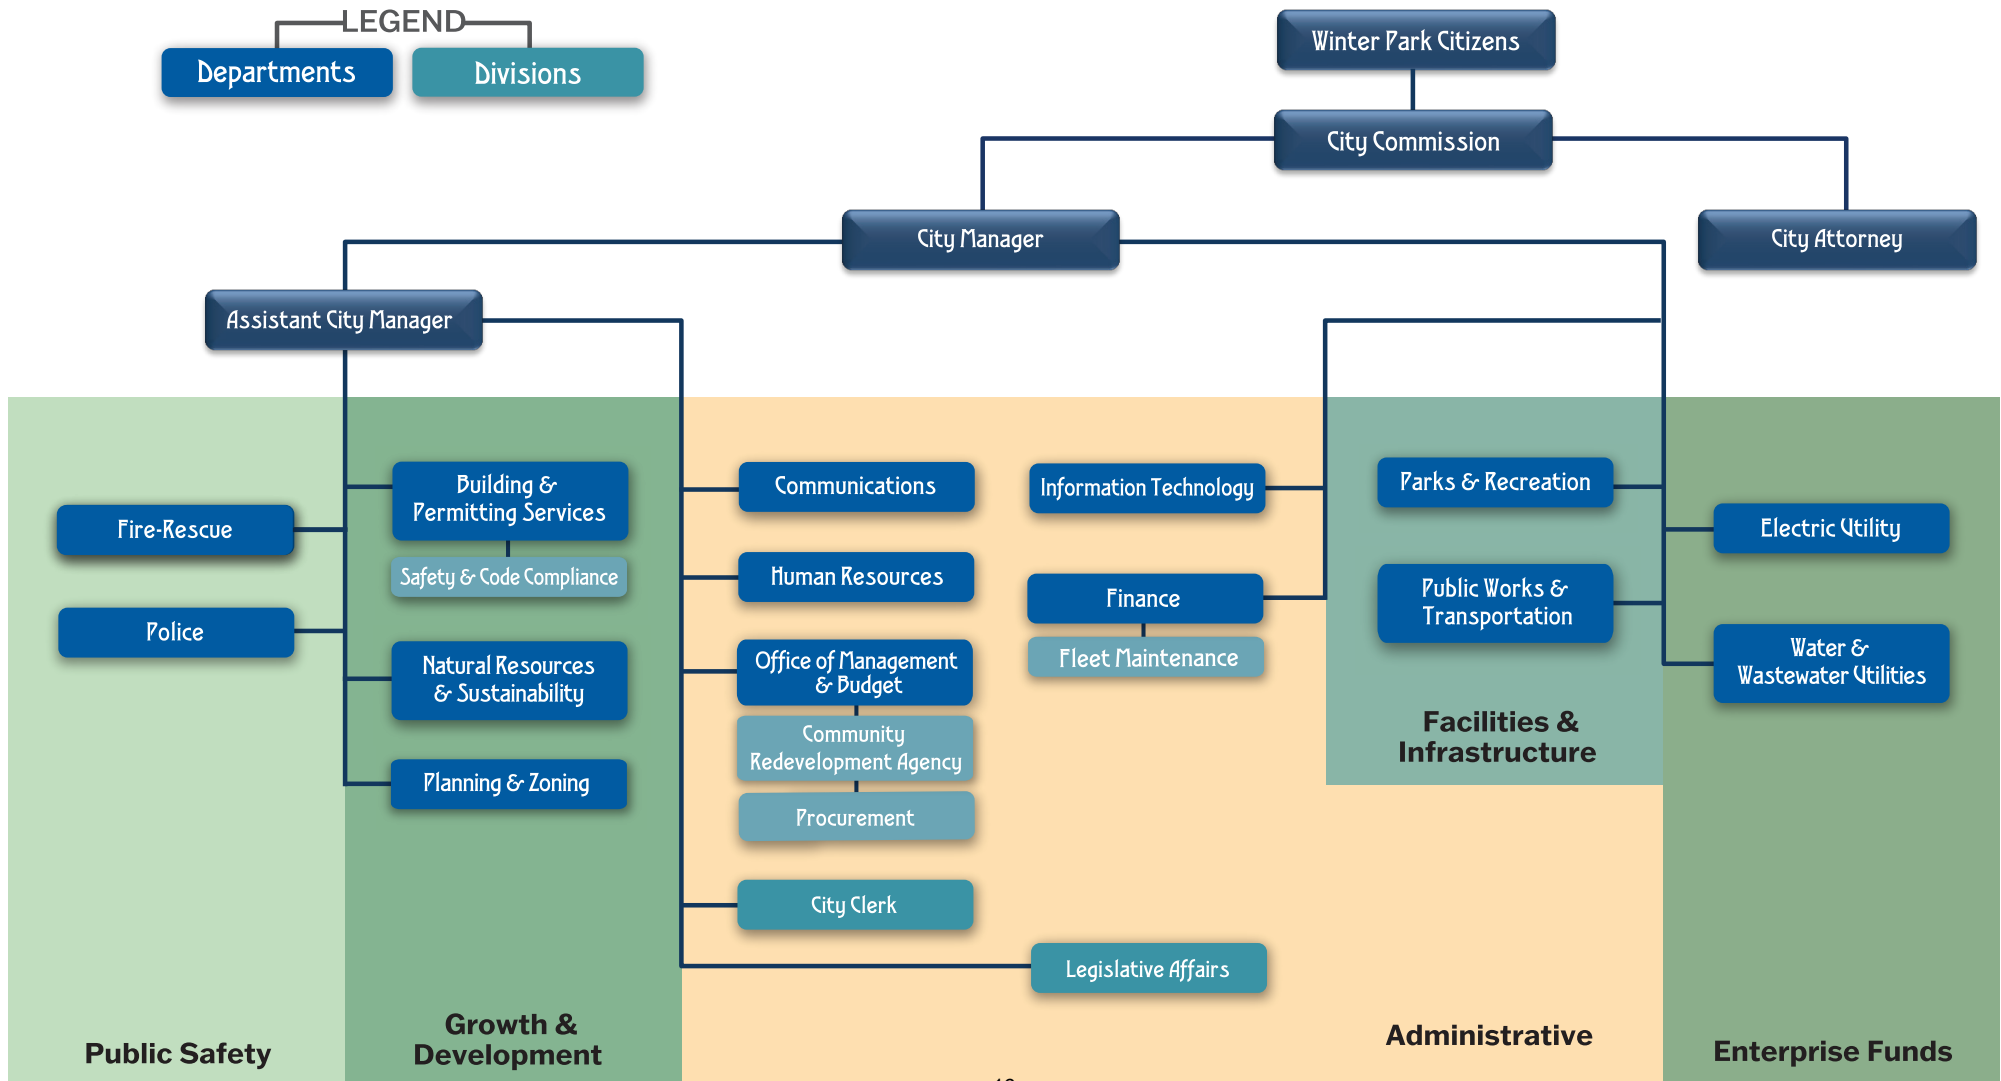 LEGEND
Departments
Divisions
Winter Park Citizens
City Commission
City Manager
City Attorney
Assistant City Manager
Fire-Rescue
Police
Public Safety
Building &
Permitting Services
Safety & Code Compliance
Natural Resources
& Sustainability
Planning & Zoning
Growth &
Development
Communications
Human Resources
Office of Management
& Budget
Community
Redevelopment Agency
Procurement
City Clerk
Information Technology
Finance
Fleet Maintenance
Legislative Affairs
Administrative
Parks & Recreation
Public Works &
Transportation
Facilities &
Infrastructure
Electric Utility
Water &
Wastewater Utilities
Enterprise Funds